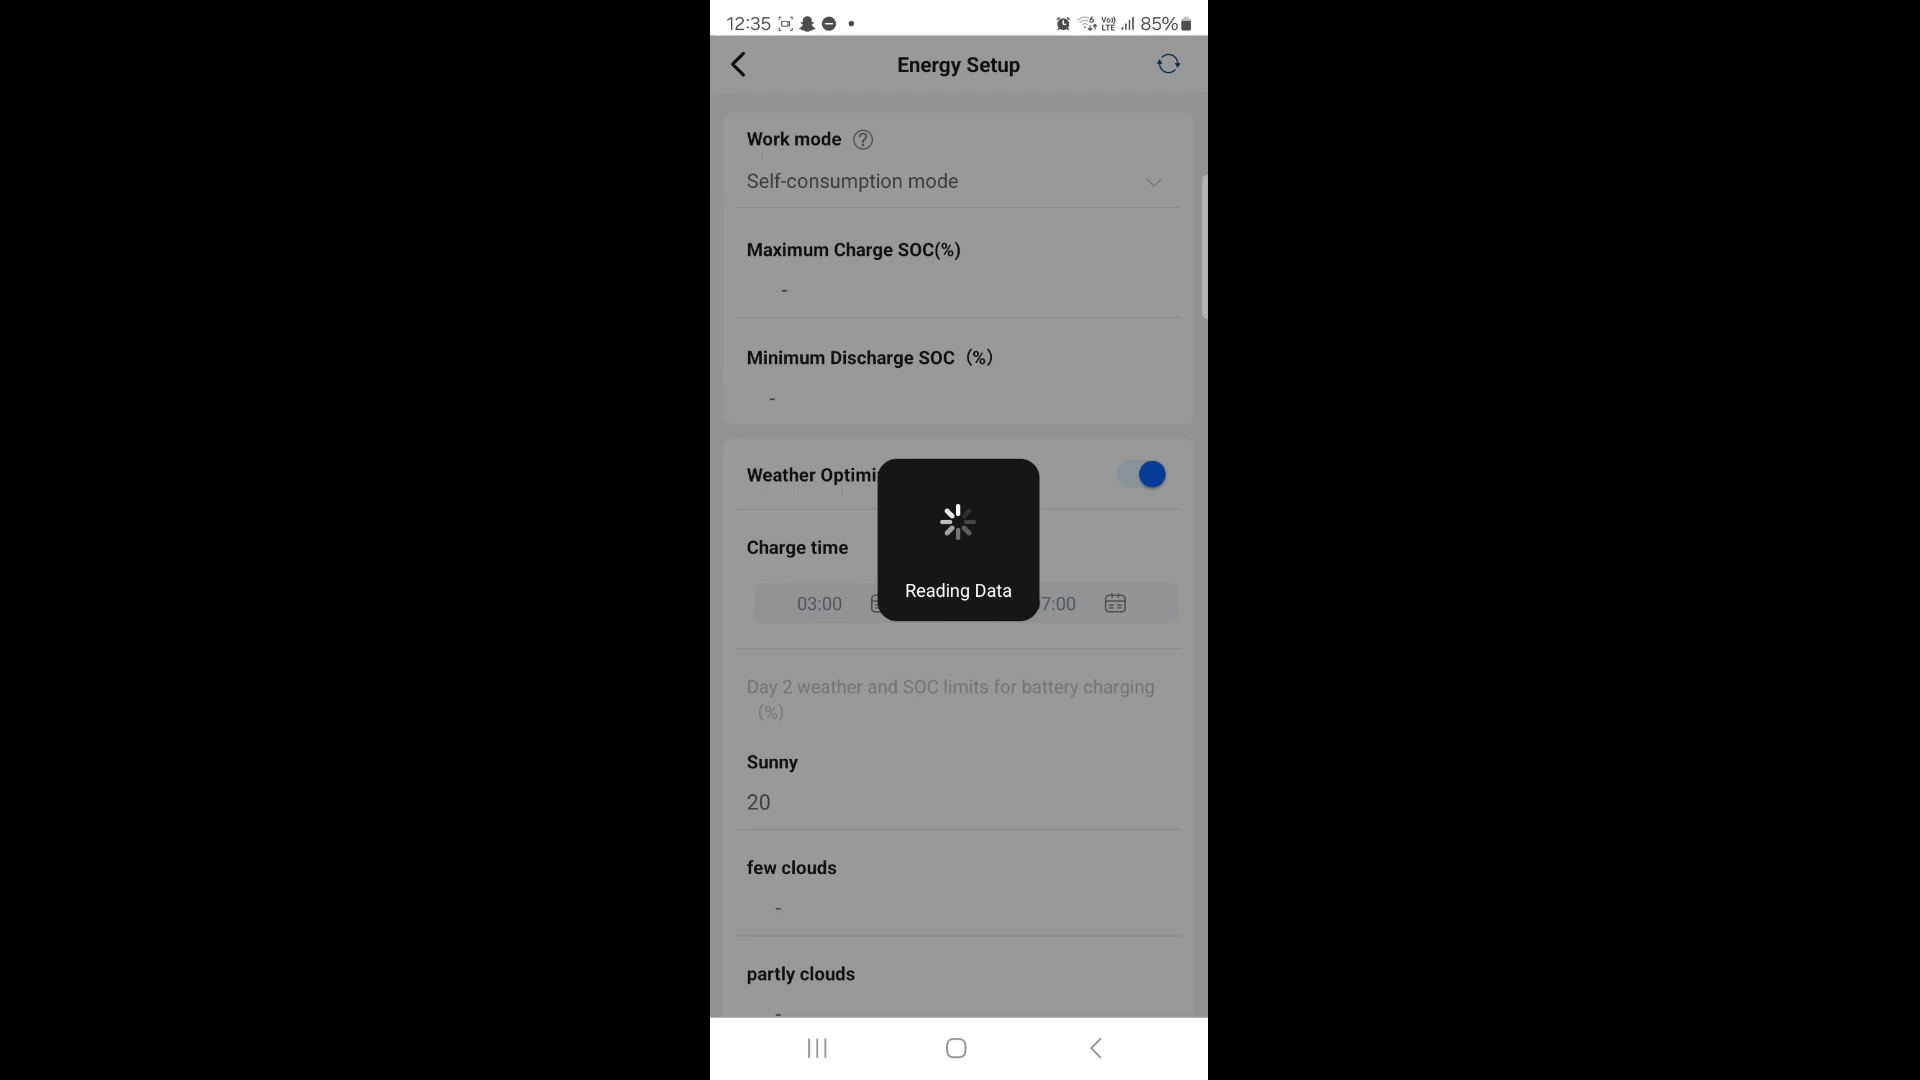 12:35 85%
Energy Setup
Work mode
Self-consumption mode
Maximum Charge SOC(%)
-
Minimum Discharge SOC（%）
-
Weather Optimi
Charge time
03:00 7:00
Reading Data
Day 2 weather and SOC limits for battery charging
（%）
Sunny
20
few clouds
-
partly clouds
-